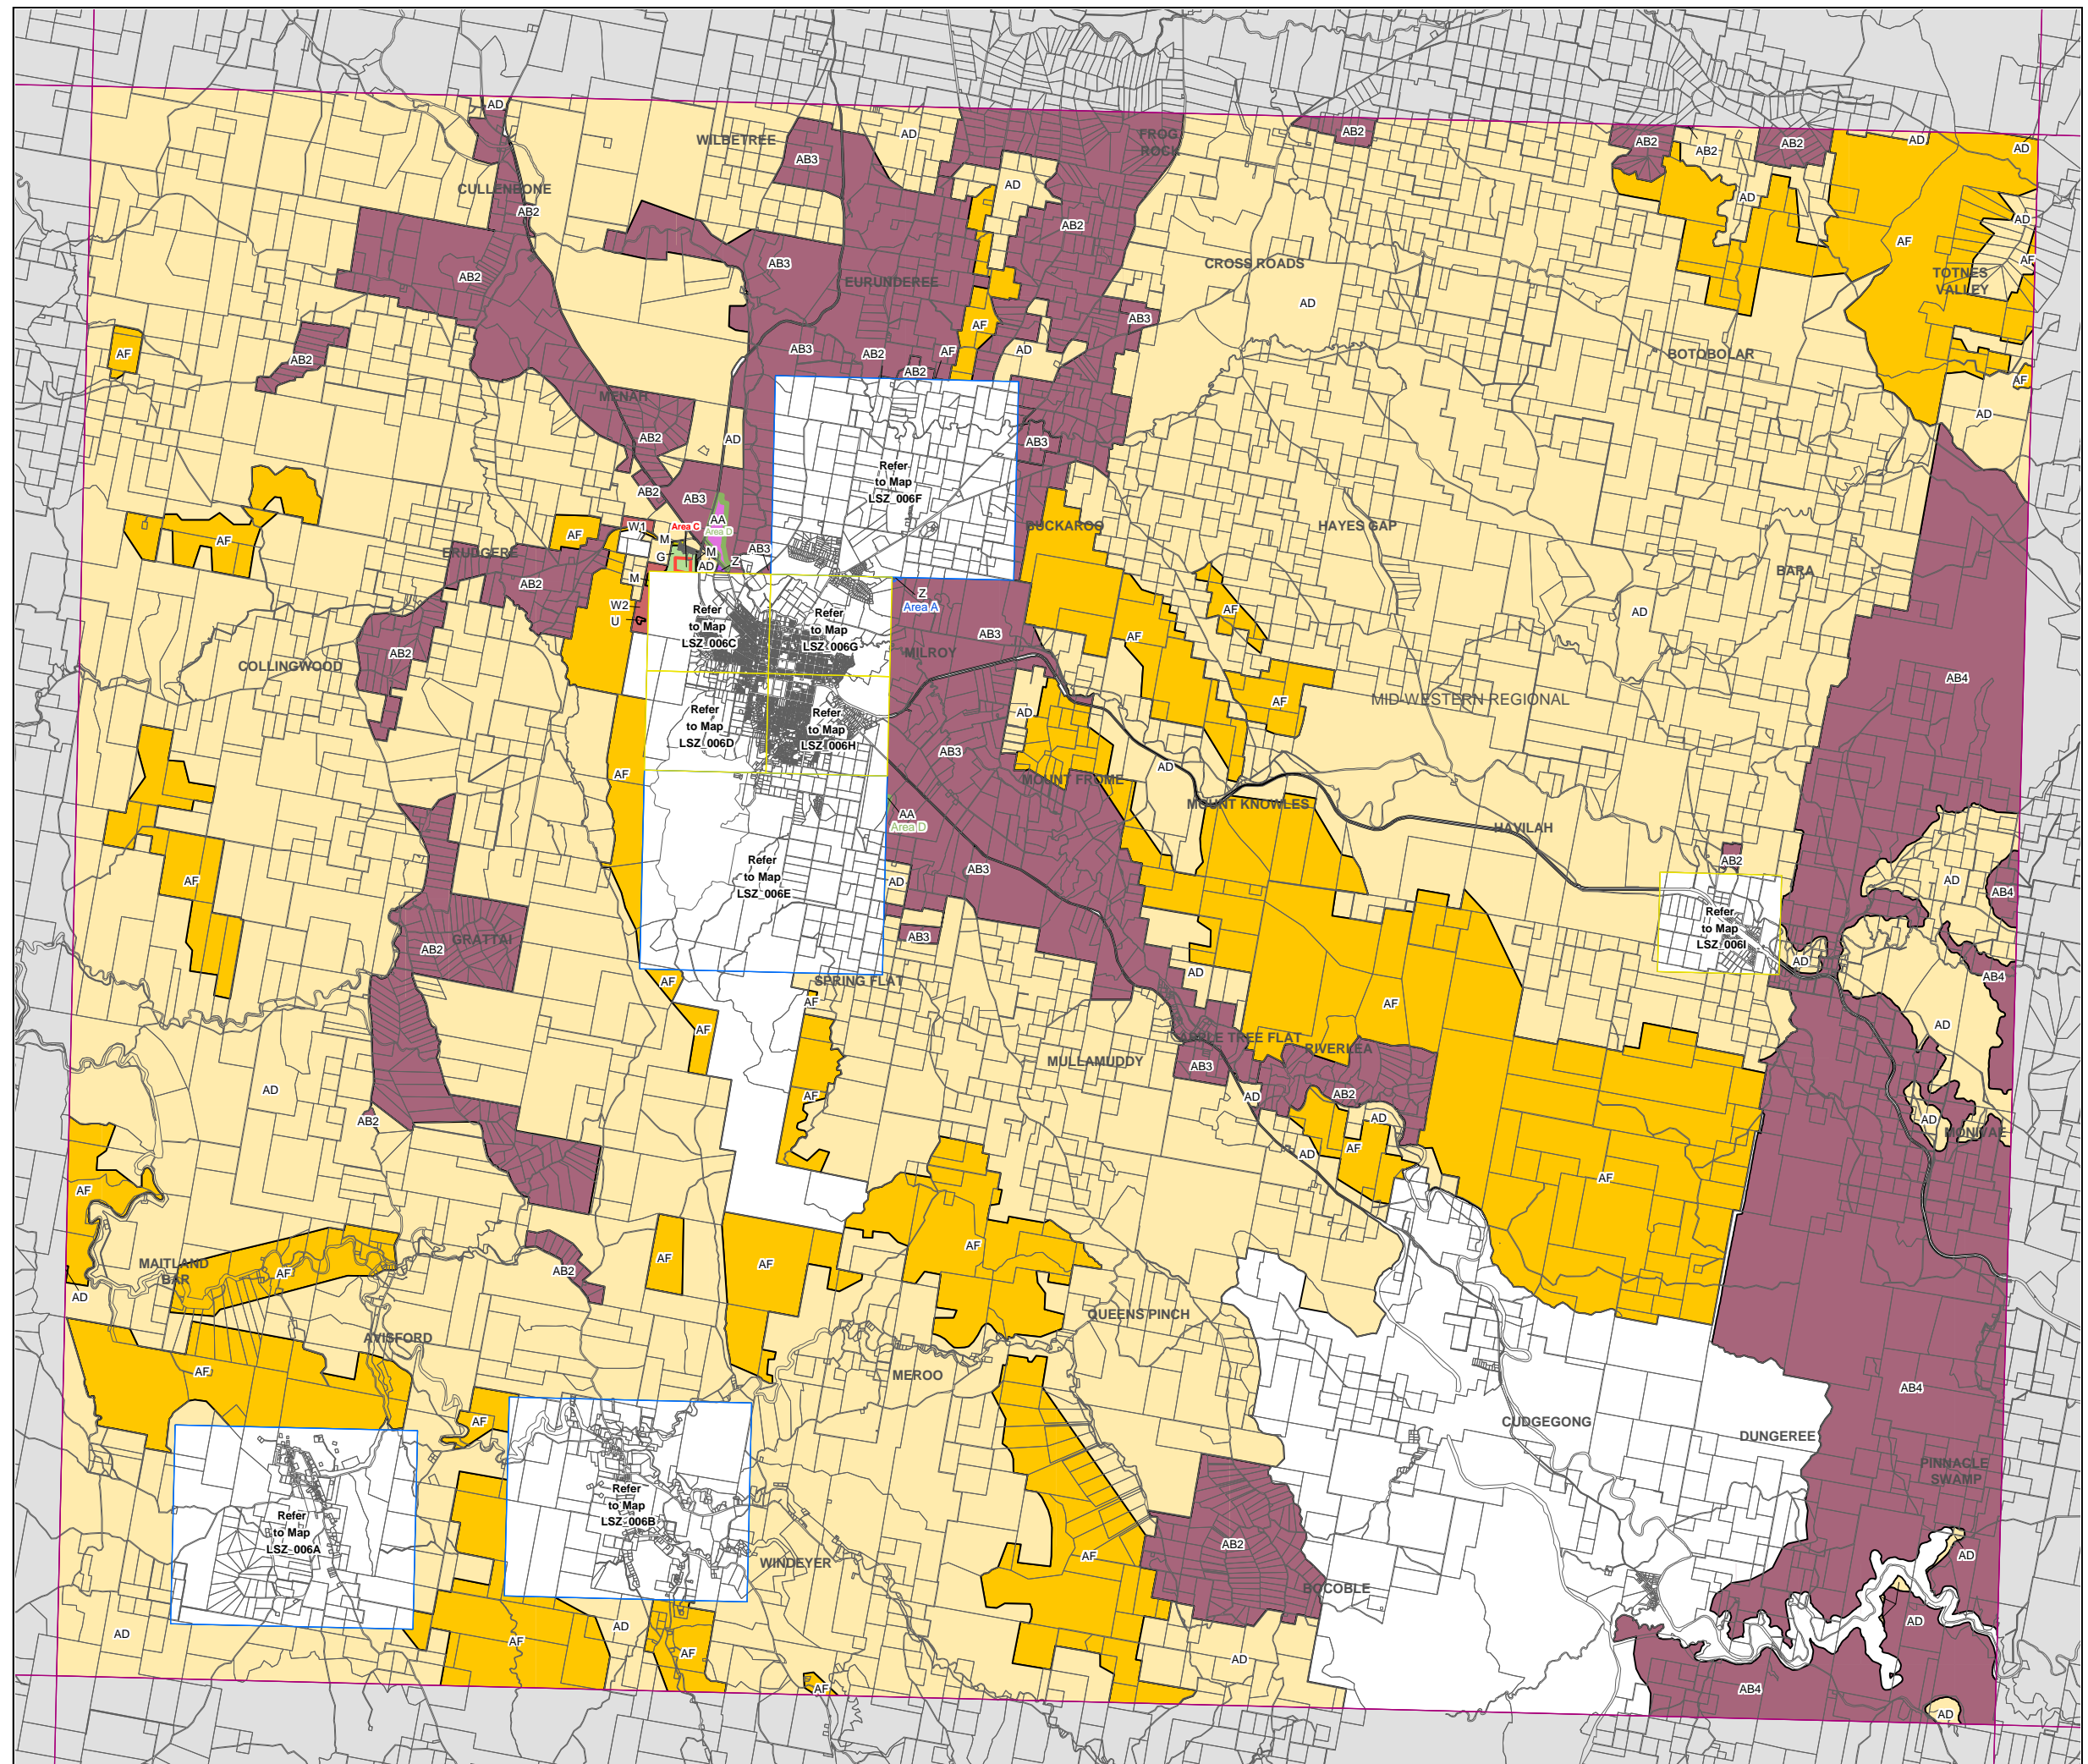 AD
WILBETREE
AD
FROG
ROCK
AB2
AB2
AB2
AB2
AD
AD
AB3
CULLENBONE
AB2
AD
AB2
AD
AD
AB2
AB3
EURUNDEREE
CROSS ROADS
AF
AF
TOTNES
VALLEY
AD
AB3
AF
AF
AB2
AB3
AB2
AF
AD
BOTOBOLAR
AB2
AF
MENAH
AD
AB2
AD
AB3
Refer
to Map
LSZ_006F
AB2
AB3
AA
Area D
W1
Area C
M
G
M
AD
Z
AB3
BUCKAROO
HAYES GAP
AF
AF
ERUDGERE
AB2
M
BARA
W2
U
Z
Area A
AF
AD
Refer
to Map
LSZ_006C
Refer
to Map
LSZ_006G
AB3
AF
MILROY
AB2
COLLINGWOOD
AB4
MID-WESTERN REGIONAL
AF
AD
Refer
to Map
LSZ_006D
Refer
to Map
LSZ_006H
AB3
AF
AD
MOUNT FROME
MOUNT KNOWLES
AA
Area D
HAVILAH
AB2
Refer
to Map
LSZ_006E
AB3
AD
AF
AD
AB4
Refer
to Map
LSZ_006I
AB3
AB2
GRATTAI
AD
AD
AB4
SPRING FLAT
AF
AF
AF
AF
AD
APPLE TREE FLAT
RIVERLEA
MULLAMUDDY
AB3
AD
AB2
AD
AF
AB2
AD
AD
MONIVAE
AD
AF
AF
AF
AF
AF
AF
AF
MAITLAND
BAR
AF
AB2
AD
QUEENS PINCH
AVISFORD
AF
MEROO
AB4
AF
CUDGEGONG
DUNGEREE
PINNACLE
SWAMP
Refer
to Map
LSZ_006A
Refer
to Map
LSZ_006B
WINDEYER
AF
AB2
BOCOBLE
AD
AD
AD
AD
AF
AF
AD
AF
AB4
AD